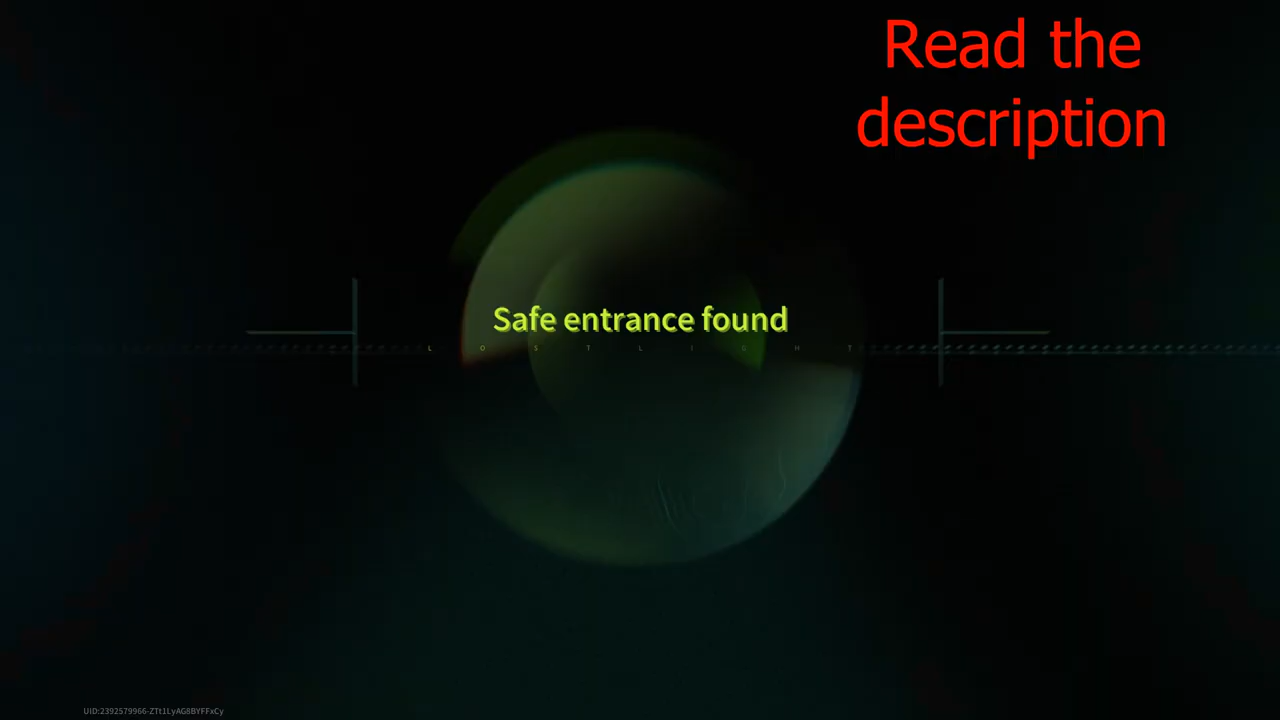 Read the
description
Safe entrance found
L O S T L I G H T
UID:2392579966-ZTt1LyAG8BYFFxCy